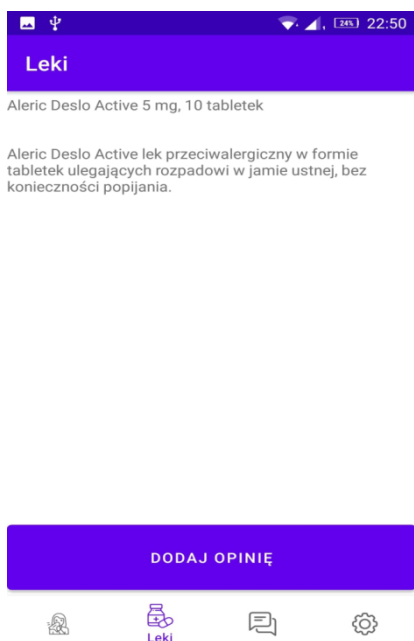 24% 22:50
Leki
Aleric Deslo Active 5 mg, 10 tabletek
Aleric Deslo Active lek przeciwalergiczny w formie
tabletek ulegających rozpadowi w jamie ustnej, bez
konieczności popijania.
DODAJ OPINIĘ
Leki